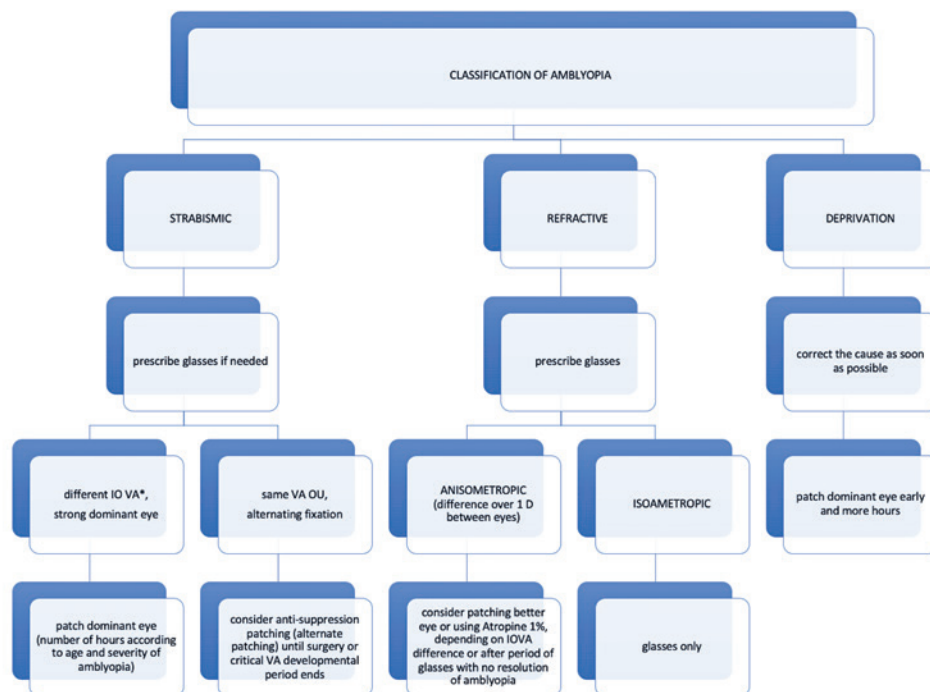 CLASSIFICATION OF AMBLYOPIA
STRABISMIC
REFRACTIVE
DEPRIVATION
prescribe glasses if needed
prescribe glasses
correct the cause as soon
as possible
different IO VA*,
strong dominant eye
same VA OU,
alternating fixation
ANISOMETROPIC
(difference over 1 D
between eyes)
ISOAMETROPIC
patch dominant eye early
and more hours
patch dominant eye
(number of hours according
to age and severity of
amblyopia)
consider anti-suppression
patching (alternate
patching) until surgery or
critical VA developmental
period ends
consider patching better
eye or using Atropine 1%,
depending on IOVA
difference or after period of
glasses with no resolution
of amblyopia
glasses only